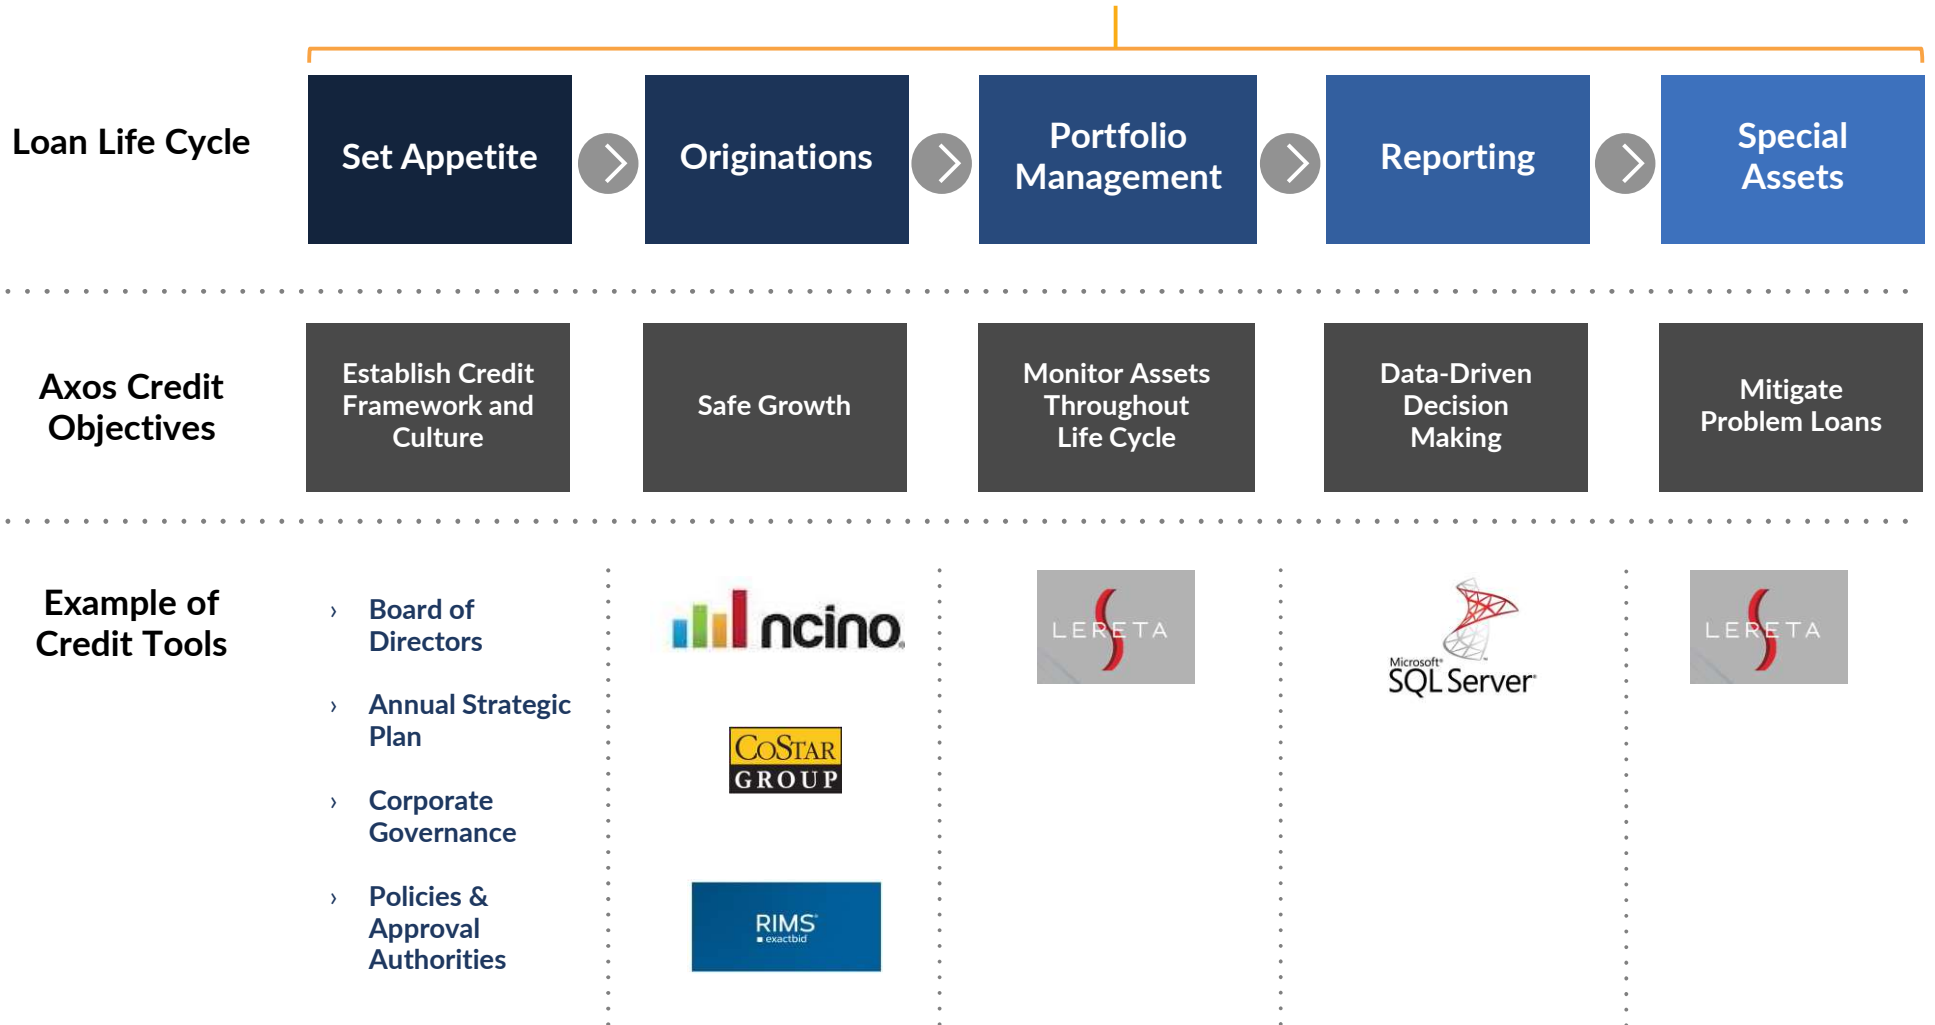 Loan Life Cycle
Set Appetite
Originations
Portfolio
Management
Reporting
Special
Assets
Axos Credit
Objectives
Establish Credit
Framework and
Culture
Safe Growth
Monitor Assets
Throughout
Life Cycle
Data-Driven
Decision
Making
Mitigate
Problem Loans
Example of
Credit Tools
› Board of
Directors
› Annual Strategic
Plan
› Corporate
Governance
› Policies &
Approval
Authorities
ncino®
COSTAR
GROUP
RIMS®
exactbid
LERETA
Microsoft®
SQL Server®
LERETA